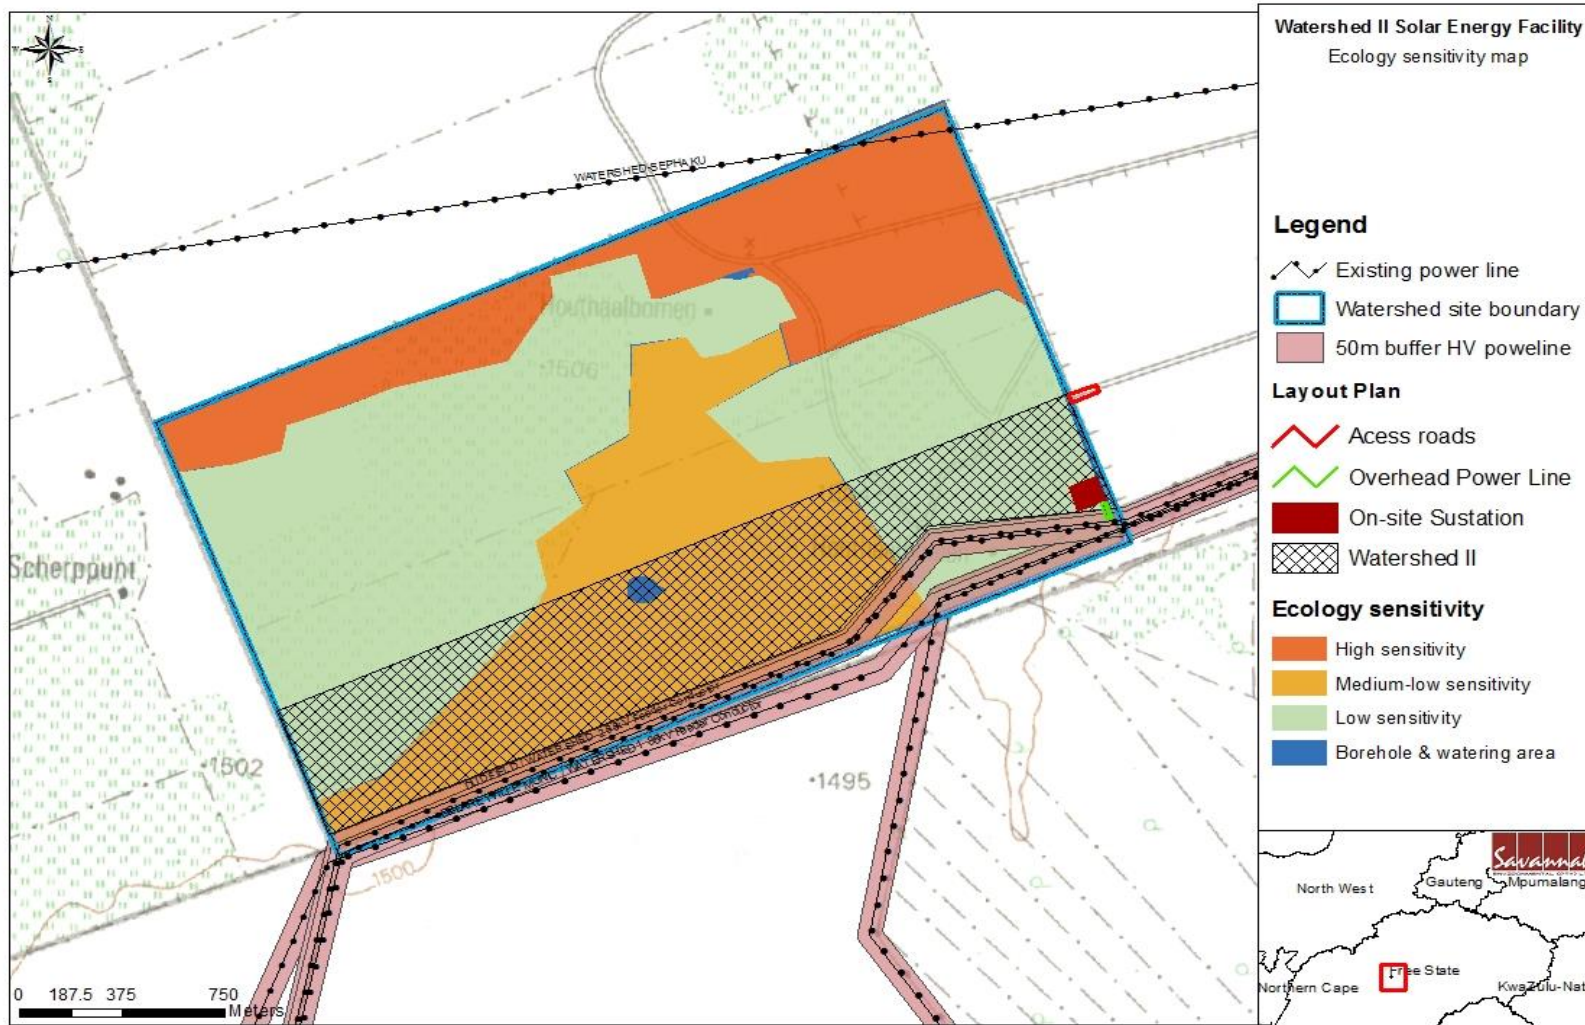 Watershed II Solar Energy Facility
Ecology sensitivity map
N
W
E
S
WATERSHED-SEPHAKU
Houthaalbomen
1506
Scherppunt
1502
1495
1500
0 187.5 375 750
Meters
Legend
Existing power line
Watershed site boundary
50m buffer HV poweline
Layout Plan
Acess roads
Overhead Power Line
On-site Sustation
Watershed II
Ecology sensitivity
High sensitivity
Medium-low sensitivity
Low sensitivity
Borehole & watering area
Savannah
North West
Gauteng
Mpumalang
Free State
Northern Cape
KwaZulu-Nat